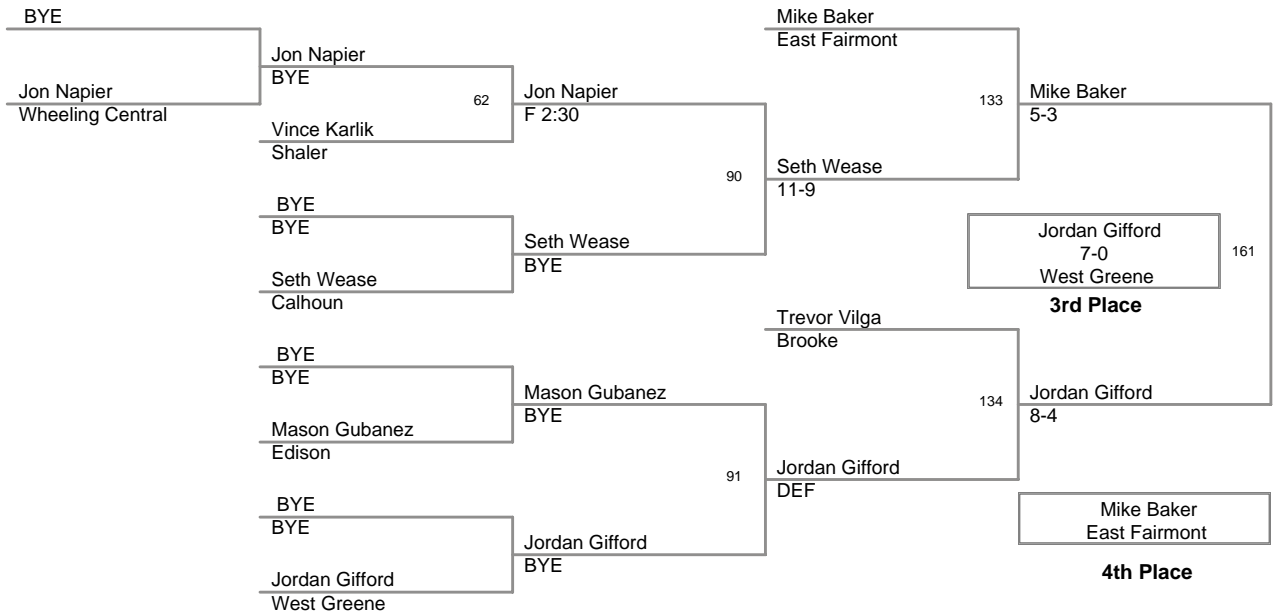 BYE
Jon Napier
Wheeling Central
Jon Napier
BYE
Vince Karlik
Shaler
BYE
BYE
Seth Wease
Calhoun
BYE
BYE
Mason Gubanez
Edison
BYE
BYE
Jordan Gifford
West Greene
62
Jon Napier
F 2:30
Seth Wease
BYE
Mason Gubanez
BYE
Jordan Gifford
BYE
90
91
Mike Baker
East Fairmont
Seth Wease
11-9
Trevor Vilga
Brooke
Jordan Gifford
DEF
133
134
Mike Baker
5-3
Jordan Gifford
7-0
West Greene
161
3rd Place
Jordan Gifford
8-4
Mike Baker
East Fairmont
4th Place